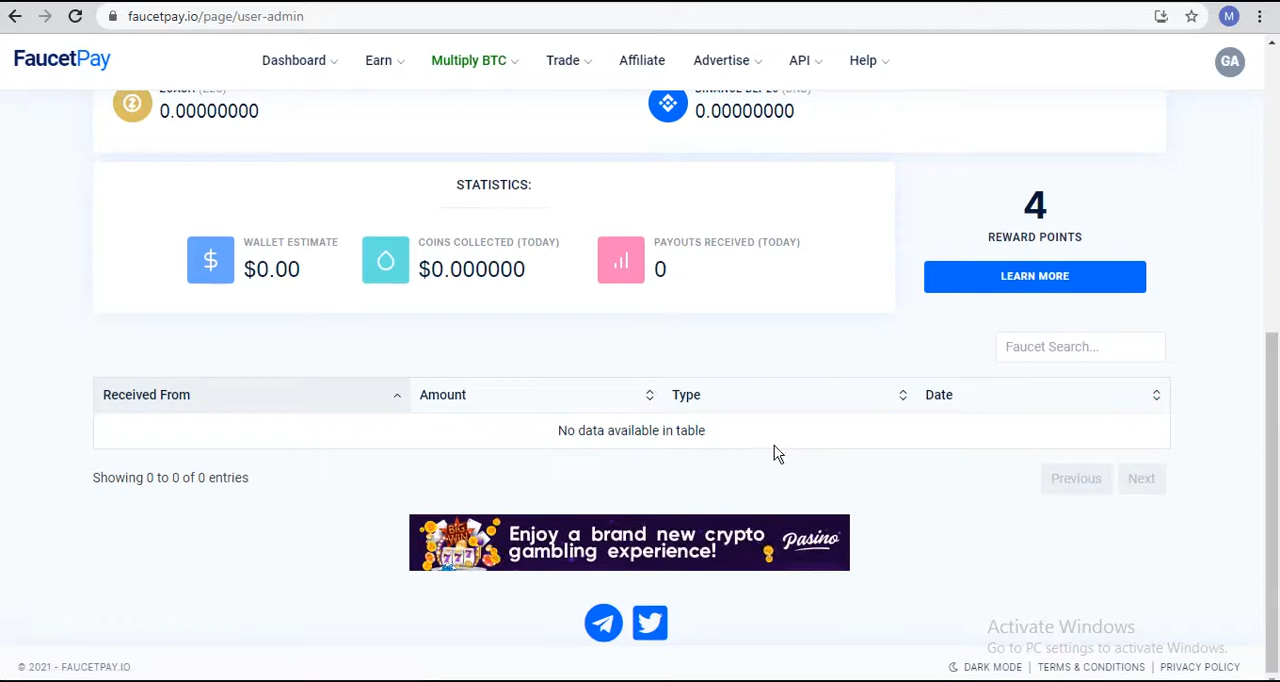 faucetpay.io/page/user-admin
M
FaucetPay
Dashboard
Earn
Multiply BTC
Trade
Affiliate
Advertise
API
Help
GA
0.00000000
0.00000000
STATISTICS:
WALLET ESTIMATE
$0.00
COINS COLLECTED (TODAY)
$0.000000
PAYOUTS RECEIVED (TODAY)
0
4
REWARD POINTS
LEARN MORE
Faucet Search...
Received From
Amount
Type
Date
No data available in table
Showing 0 to 0 of 0 entries
Previous
Next
BIG WIN
777
Enjoy a brand new crypto
gambling experience!
Pasino
Activate Windows
Go to PC settings to activate Windows.
© 2021 - FAUCETPAY.IO
DARK MODE | TERMS & CONDITIONS | PRIVACY POLICY